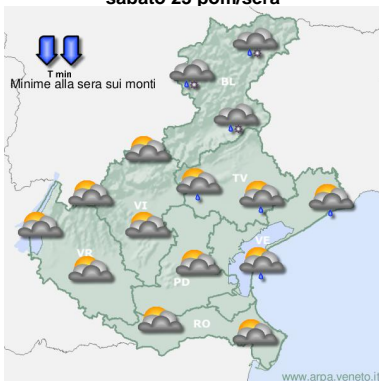 sabato 25 pom/sera
T min
Minime alla sera sui monti
BL
TV
VI
VE
VR
PD
RO
www.arpa.veneto.it